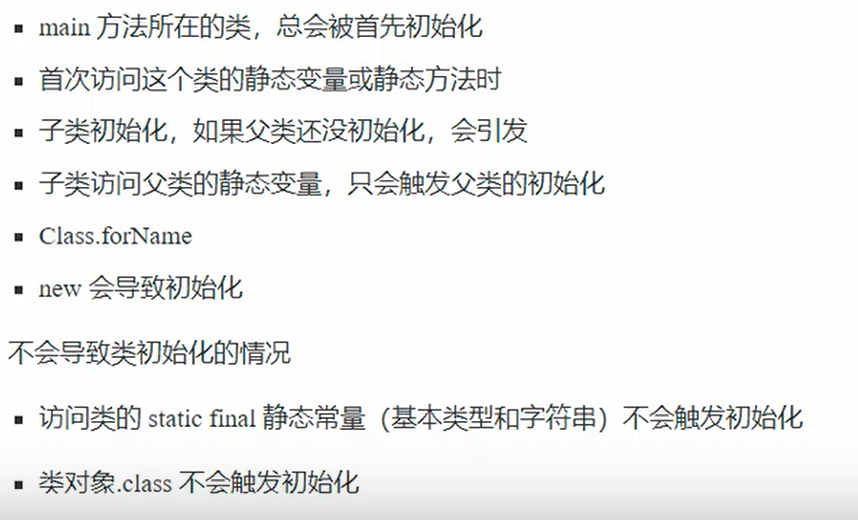 main 方法所在的类，总会被首先初始化
首次访问这个类的静态变量或静态方法时
子类初始化，如果父类还没初始化，会引发
子类访问父类的静态变量，只会触发父类的初始化
Class.forName
new 会导致初始化
不会导致类初始化的情况
访问类的 static final 静态常量（基本类型和字符串）不会触发初始化
类对象.class 不会触发初始化